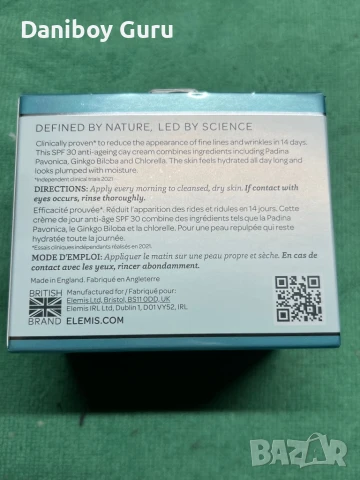 Daniboy Guru
DEFINED BY NATURE, LED BY SCIENCE
Clinically proven* to reduce the appearance of fine lines and wrinkles in 14 days.
This SPF 30 anti-ageing day cream combines ingredients including Padina
Pavonica, Ginkgo Biloba and Chlorella. The skin feels hydrated all day long and
looks plumped with moisture.
*Independent clinical trials 2021.
DIRECTIONS: Apply every morning to cleansed, dry skin. If contact with
eyes occurs, rinse thoroughly.
Efficacité prouvée*. Réduit l'apparition des rides et ridules en 14 jours. Cette
crème de jour anti-âge SPF 30 combine des ingrédients tels que la Padina
Pavonica, le Ginkgo Biloba et la chlorelle. Pour une peau repulpée qui reste
hydratée toute la journée.
*Essais cliniques indépendants réalisés en 2021.
MODE D'EMPLOI: Appliquer le matin sur une peau propre et sèche. En cas de
contact avec les yeux, rincer abondamment.
Made in England. Fabriqué en Angleterre
BRITISH
BRAND
Manufactured for / Fabriqué pour:
Elemis Ltd, Bristol, BS11 0DD, UK
Elemis IRL Ltd, Dublin 1, D01 VY52, IRL
ELEMIS.COM
BAZAR
bg